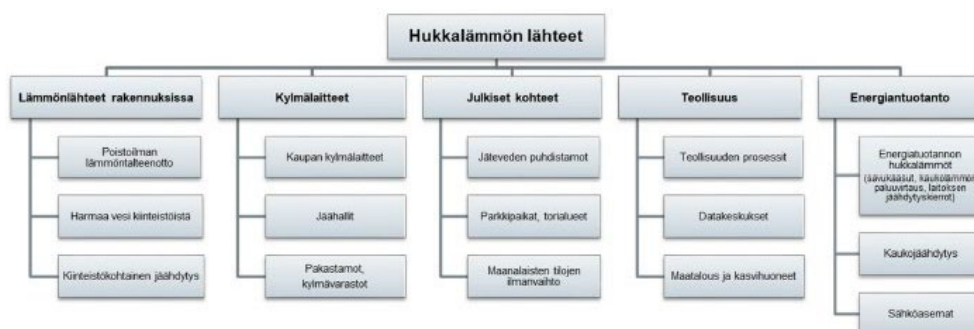 Hukkalämmön lähteet
Lämmönlähteet rakennuksissa
Poistoilman
lämmöntalteenotto
Harmaa vesi kiinteistöistä
Kiinteistökohtainen jäähdytys
Kylmälaitteet
Kaupan kylmälaitteet
Jäähallit
Pakastamot,
kylmävarastot
Julkiset kohteet
Jäteveden puhdistamot
Parkkipaikat, torialueet
Maanalaisten tilojen
ilmanvaihto
Teollisuus
Teollisuuden prosessit
Datakeskukset
Maatalous ja kasvihuoneet
Energiantuotanto
Energiatuotannon
hukkalämmöt
(savukaasut, kaukolämmön
paluuvirtaus, laitoksen
jäähdytyskierrot)
Kaukojäähdytys
Sähköasemat